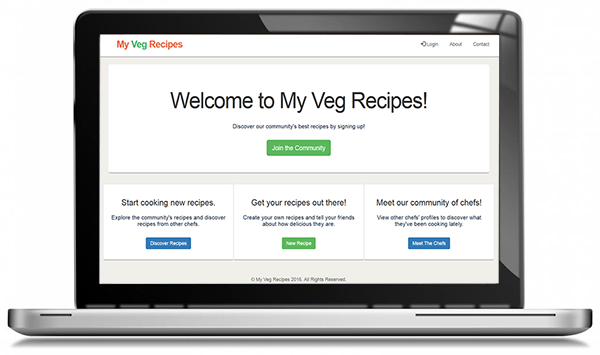 My Veg Recipes
Login About Contact
Welcome to My Veg Recipes!
Discover our community's best recipes by signing up!
Join the Community
Start cooking new recipes.
Explore the community's recipes and discover
recipes from other chefs.
Discover Recipes
Get your recipes out there!
Create your own recipes and tell your friends
about how delicious they are.
New Recipe
Meet our community of chefs!
View other chefs' profiles to discover what
they've been cooking lately.
Meet The Chefs
© My Veg Recipes 2016. All Rights Reserved.